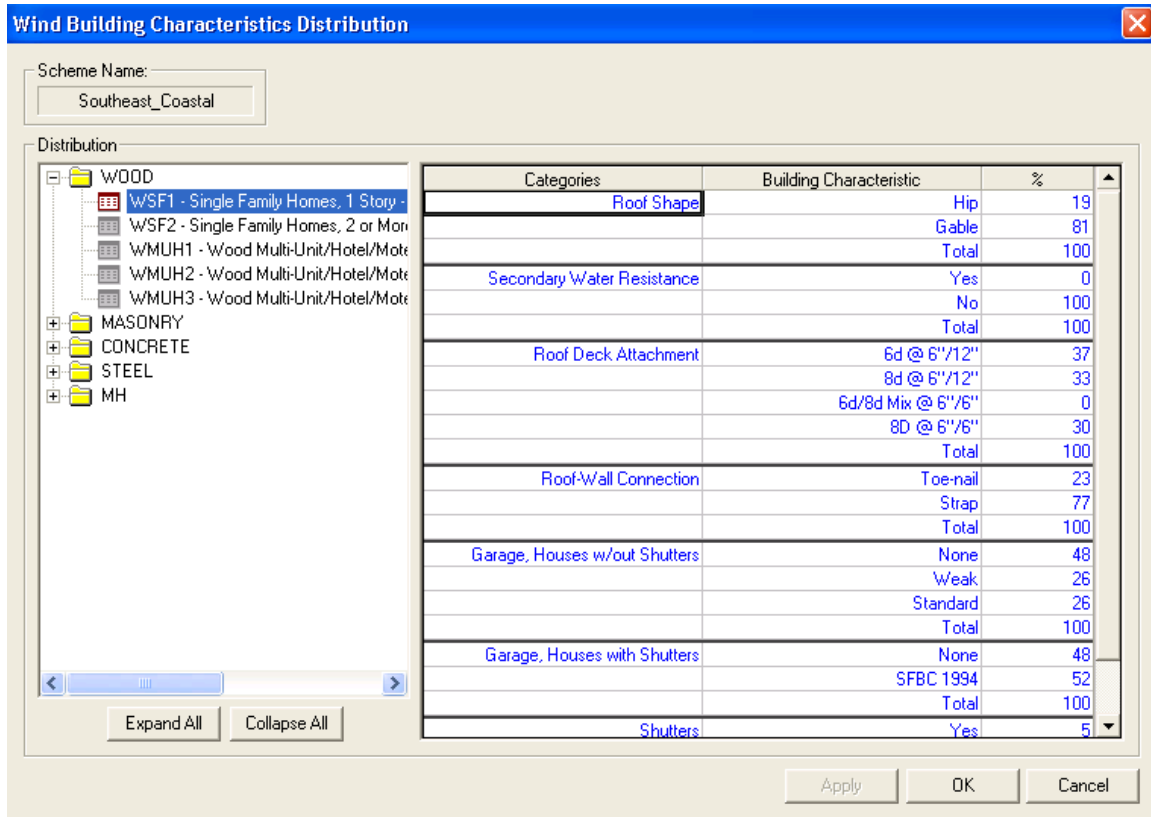 Wind Building Characteristics Distribution
Scheme Name:
Southeast_Coastal
Distribution
WOOD
WSF1 - Single Family Homes, 1 Story -
WSF2 - Single Family Homes, 2 or Mor
WMUH1 - Wood Multi-Unit/Hotel/Mote
WMUH2 - Wood Multi-Unit/Hotel/Mote
WMUH3 - Wood Multi-Unit/Hotel/Mote
MASONRY
CONCRETE
STEEL
MH
Expand All Collapse All
Categories Building Characteristic %
Roof Shape Hip 19
Gable 81
Total 100
Secondary Water Resistance Yes 0
No 100
Total 100
Roof Deck Attachment 6d @ 6"/12" 37
8d @ 6"/12" 33
6d/8d Mix @ 6"/6" 0
8D @ 6"/6" 30
Total 100
Roof-Wall Connection Toe-nail 23
Strap 77
Total 100
Garage, Houses w/out Shutters None 48
Weak 26
Standard 26
Total 100
Garage, Houses with Shutters None 48
SFBC 1994 52
Total 100
Shutters Yes 5
Apply OK Cancel